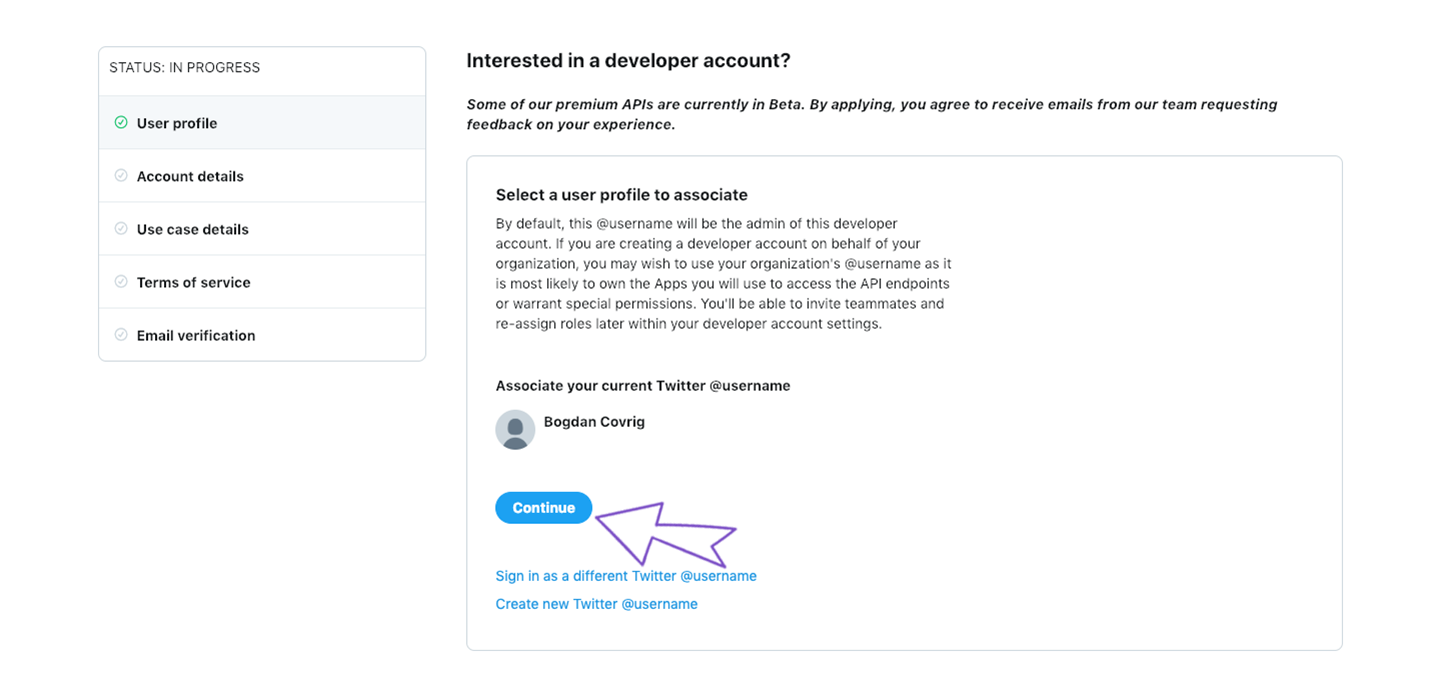 STATUS: IN PROGRESS
User profile
Account details
Use case details
Terms of service
Email verification
Interested in a developer account?
Some of our premium APIs are currently in Beta. By applying, you agree to receive emails from our team requesting
feedback on your experience.
Select a user profile to associate
By default, this @username will be the admin of this developer
account. If you are creating a developer account on behalf of your
organization, you may wish to use your organization's @username as it
is most likely to own the Apps you will use to access the API endpoints
or warrant special permissions. You'll be able to invite teammates and
re-assign roles later within your developer account settings.
Associate your current Twitter @username
Bogdan Covrig
Continue
Sign in as a different Twitter @username
Create new Twitter @username